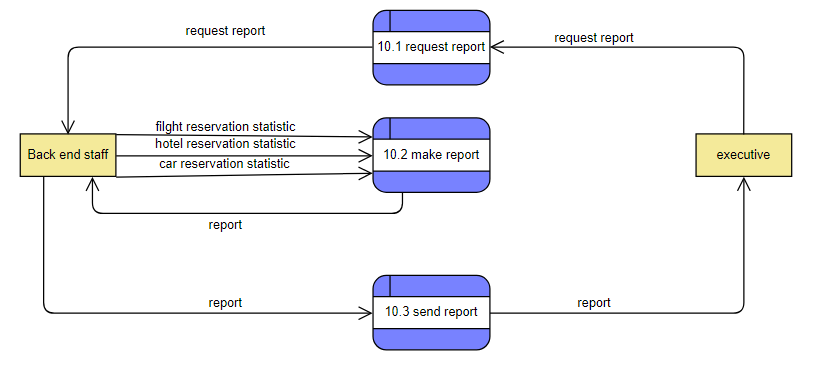 request report
10.1 request report
request report
filght reservation statistic
hotel reservation statistic
car reservation statistic
Back end staff
10.2 make report
executive
report
report
10.3 send report
report